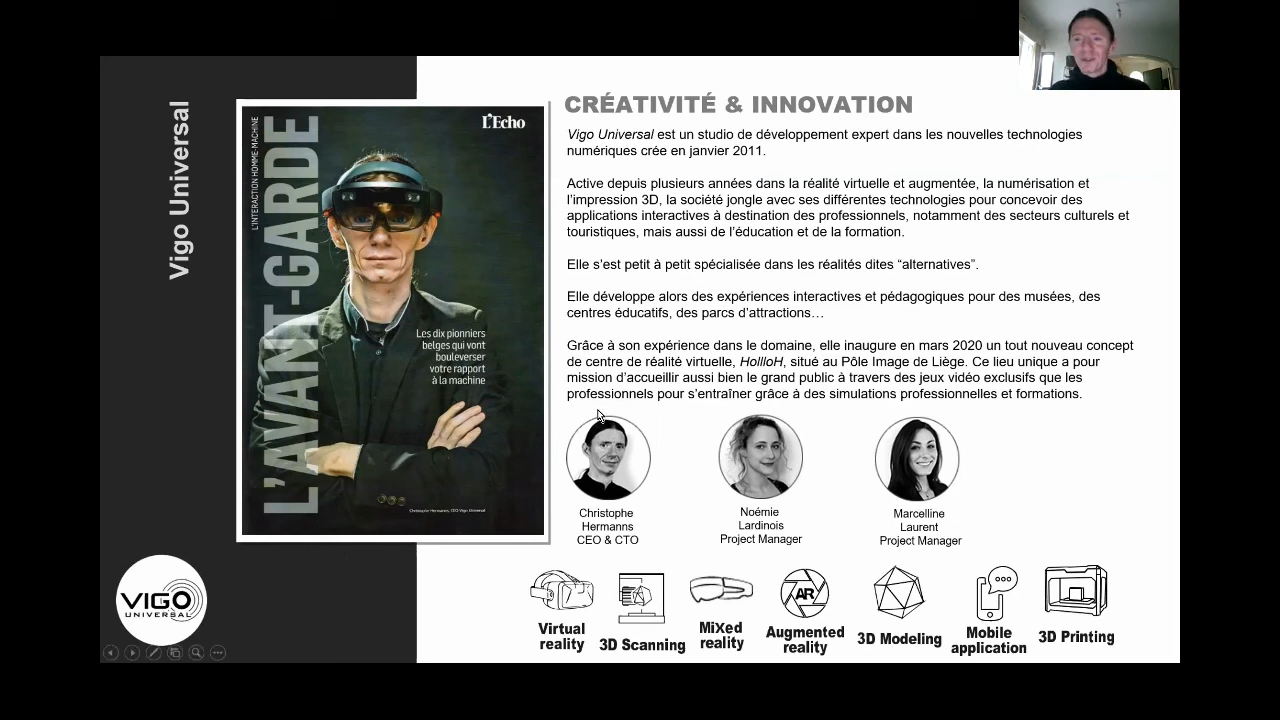 Vigo Universal
L'Echo
L'INTERACTION HOMME-MACHINE
L'AVANT-GARDE
Les dix pionniers
belges qui vont
bouleverser
votre rapport
à la machine
Christophe Hermanns, CEO Vigo Universal
CRÉATIVITÉ & INNOVATION
Vigo Universal est un studio de développement expert dans les nouvelles technologies
numériques crée en janvier 2011.
Active depuis plusieurs années dans la réalité virtuelle et augmentée, la numérisation et
l'impression 3D, la société jongle avec ses différentes technologies pour concevoir des
applications interactives à destination des professionnels, notamment des secteurs culturels et
touristiques, mais aussi de l'éducation et de la formation.
Elle s'est petit à petit spécialisée dans les réalités dites “alternatives”.
Elle développe alors des expériences interactives et pédagogiques pour des musées, des
centres éducatifs, des parcs d'attractions…
Grâce à son expérience dans le domaine, elle inaugure en mars 2020 un tout nouveau concept
de centre de réalité virtuelle, HollloH, situé au Pôle Image de Liège. Ce lieu unique a pour
mission d'accueillir aussi bien le grand public à travers des jeux vidéo exclusifs que les
professionnels pour s'entraîner grâce à des simulations professionnelles et formations.
Christophe
Hermanns
CEO & CTO
Noémie
Lardinois
Project Manager
Marcelline
Laurent
Project Manager
VIGO
UNIVERSAL
Virtual
reality
3D Scanning
MiXed
reality
AR
Augmented
reality
3D Modeling
Mobile
application
3D Printing